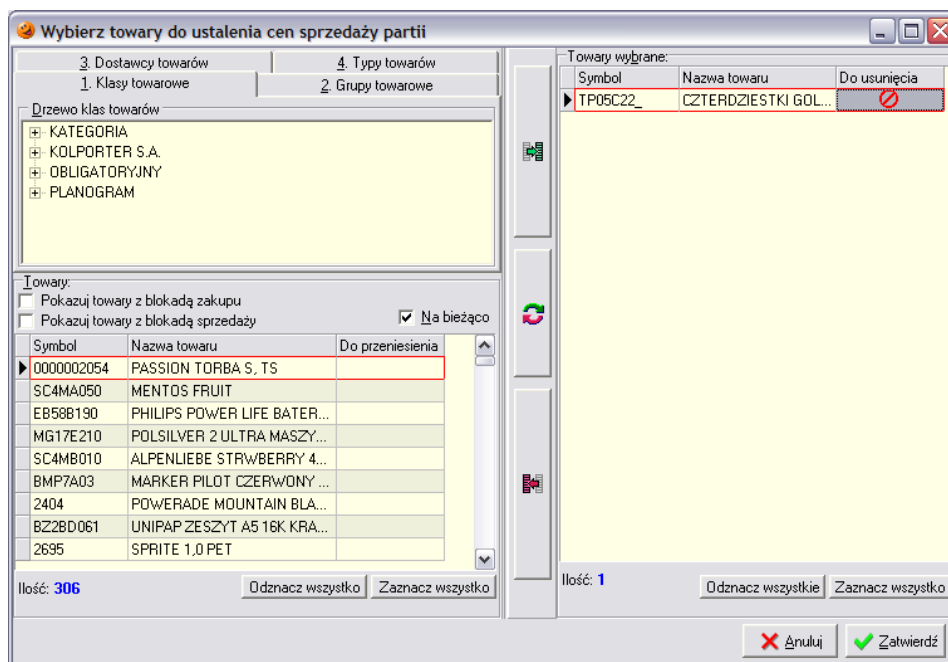 Wybierz towary do ustalenia cen sprzedaży partii
3. Dostawcy towarów
4. Typy towarów
1. Klasy towarowe
2. Grupy towarowe
Drzewo klas towarów
KATEGORIA
KOLPORTER S.A.
OBLIGATORYJNY
PLANOGRAM
Towary:
Pokazuj towary z blokadą zakupu
Pokazuj towary z blokadą sprzedaży
Na bieżąco
Symbol Nazwa towaru Do przeniesienia
0000002054 PASSION TORBA S, TS
SC4MA050 MENTOS FRUIT
EB58B190 PHILIPS POWER LIFE BATER...
MG17E210 POLSILVER 2 ULTRA MASZY...
SC4MB010 ALPENLIEBE STRWBERRY 4...
BMP7A03 MARKER PILOT CZERWONY ...
2404 POWERADE MOUNTAIN BLA...
BZ2BD061 UNIPAP ZESZYT A5 16K KRA...
2695 SPRITE 1,0 PET
Ilość: 306
Odznacz wszystko
Zaznacz wszystko
Towary wybrane:
Symbol Nazwa towaru Do usunięcia
TP05C22_ CZTERDZIESTKI GOL...
Ilość: 1
Odznacz wszystkie
Zaznacz wszystko
Anuluj
Zatwierdź